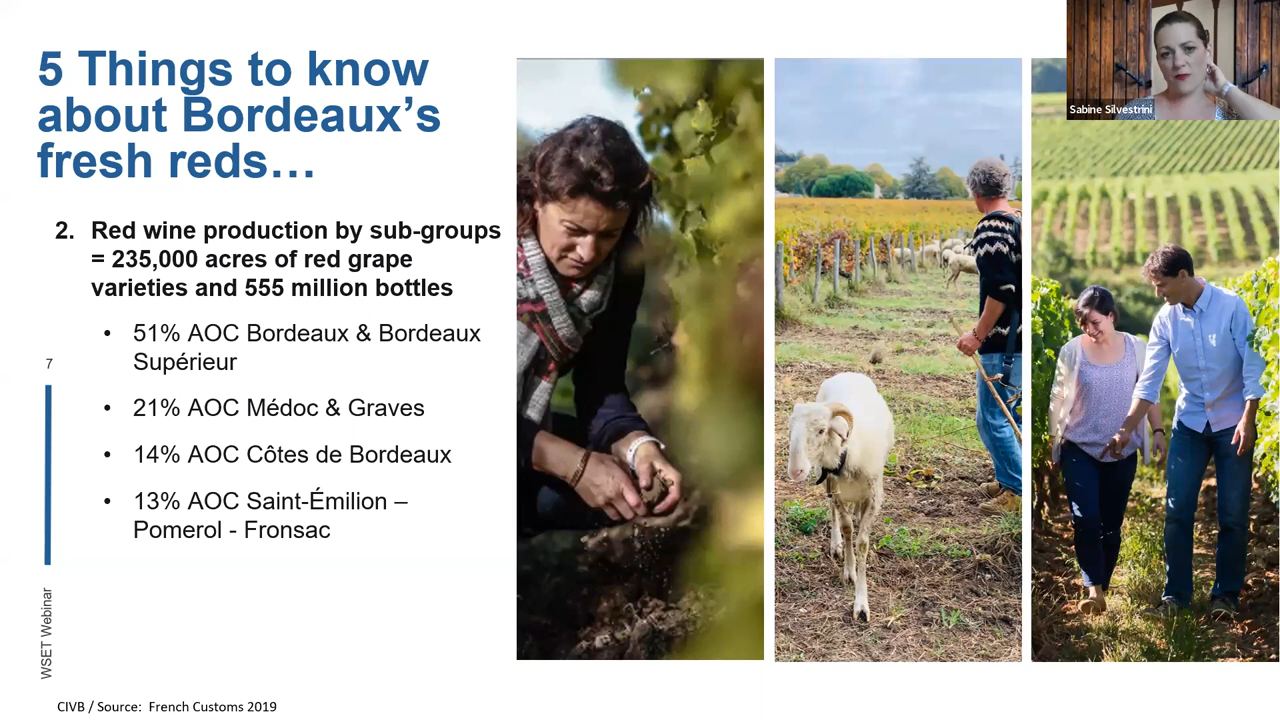 5 Things to know
about Bordeaux’s
fresh reds…
2. Red wine production by sub-groups
= 235,000 acres of red grape
varieties and 555 million bottles
• 51% AOC Bordeaux & Bordeaux
Supérieur
• 21% AOC Médoc & Graves
• 14% AOC Côtes de Bordeaux
• 13% AOC Saint-Émilion –
Pomerol - Fronsac
7
WSET Webinar
CIVB / Source: French Customs 2019
Sabine Silvestrini